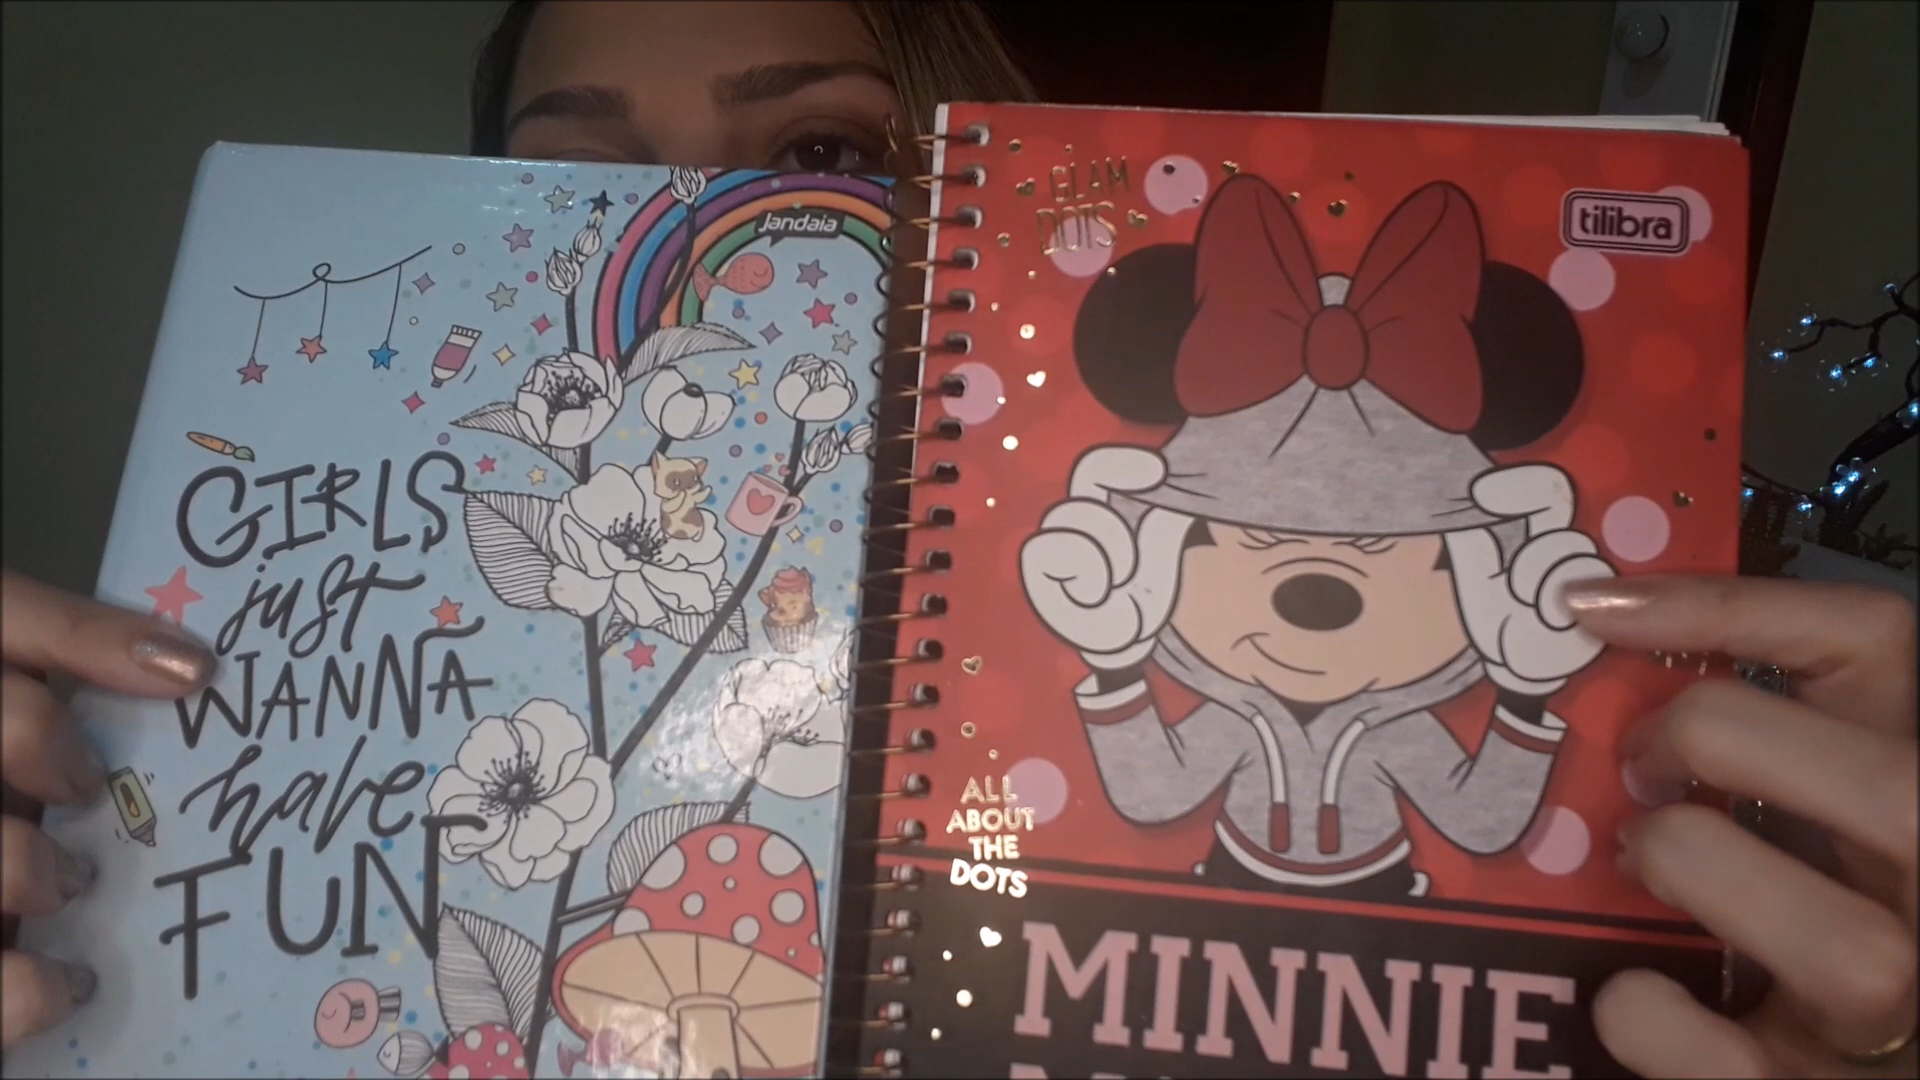 Jandaia
GIRLS
just
WANNA
have
FUN
GLAM
DOTS
tilibra
ALL
ABOUT
THE
DOTS
MINNIE